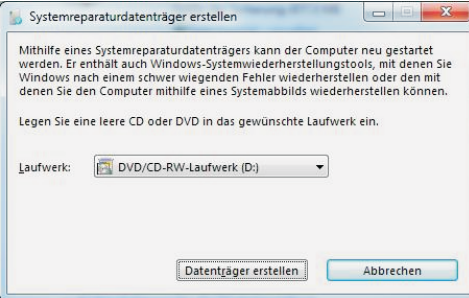 Systemreparaturdatenträger erstellen
Mithilfe eines Systemreparaturdatenträgers kann der Computer neu gestartet
werden. Er enthält auch Windows-Systemwiederherstellungstools, mit denen Sie
Windows nach einem schwer wiegenden Fehler wiederherstellen oder den mit
denen Sie den Computer mithilfe eines Systemabbilds wiederherstellen können.
Legen Sie eine leere CD oder DVD in das gewünschte Laufwerk ein.
Laufwerk: DVD/CD-RW-Laufwerk (D:)
Datenträger erstellen Abbrechen